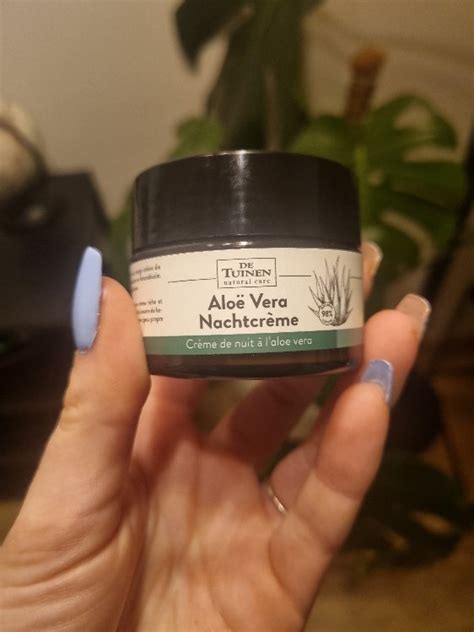 DE
TUINEN
natural care
Aloë Vera
Nachtcrème
Crème de nuit à l'aloe vera
98%